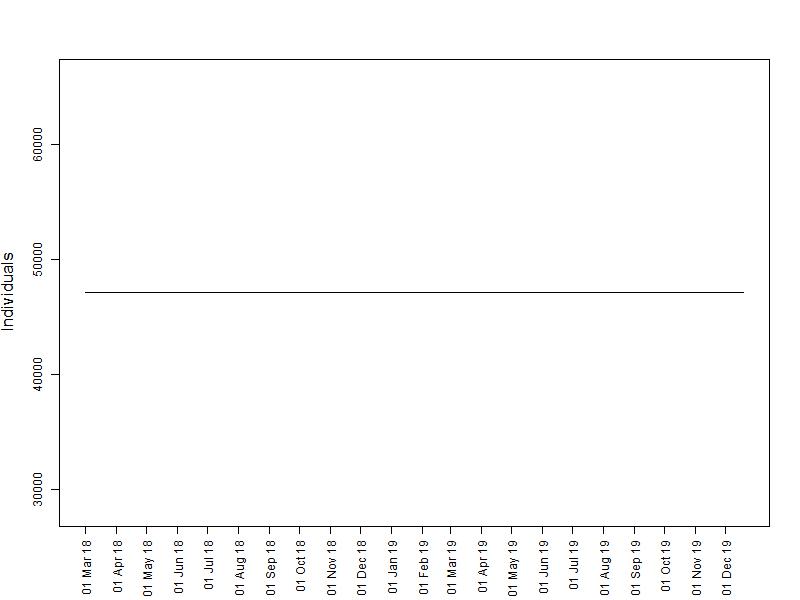 Individuals
60000
50000
40000
30000
01 Mar 18
01 Apr 18
01 May 18
01 Jun 18
01 Jul 18
01 Aug 18
01 Sep 18
01 Oct 18
01 Nov 18
01 Dec 18
01 Jan 19
01 Feb 19
01 Mar 19
01 Apr 19
01 May 19
01 Jun 19
01 Jul 19
01 Aug 19
01 Sep 19
01 Oct 19
01 Nov 19
01 Dec 19